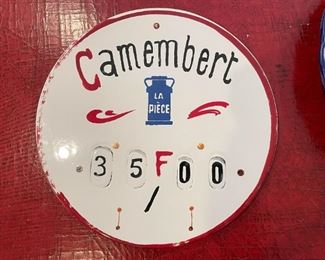 Camembert
LA
PIÈCE
35F00
/